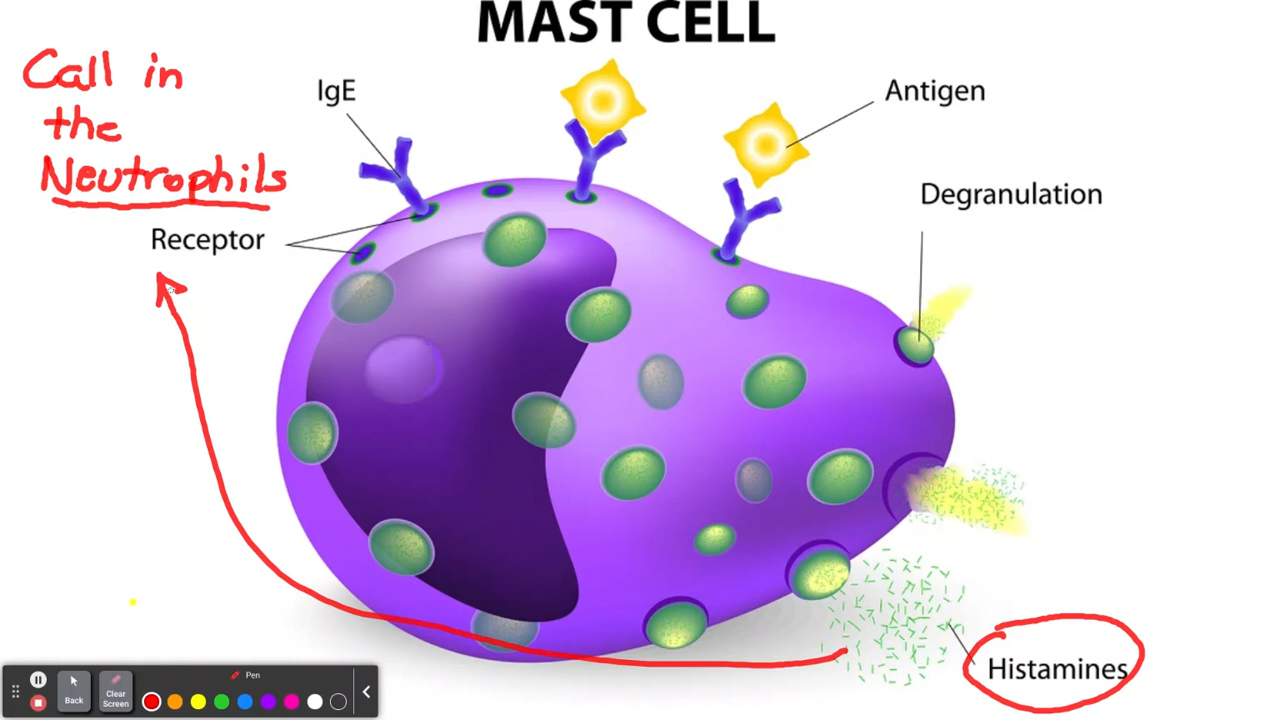 MAST CELL
Call in
the
Neutrophils
IgE
Antigen
Degranulation
Receptor
Histamines
Pen
Back
Clear
Screen